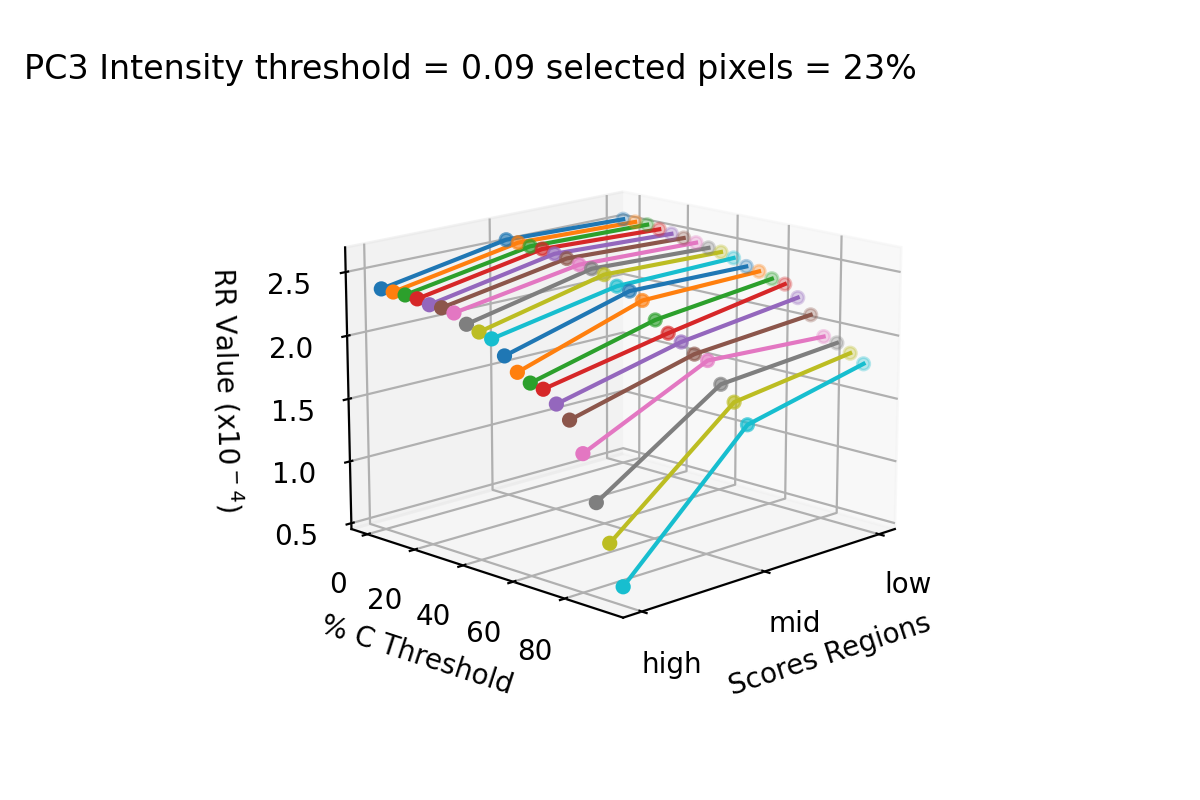 PC3 Intensity threshold = 0.09 selected pixels = 23%
RR Value (x10⁻⁴)
2.5
2.0
1.5
1.0
0.5
0
20
40
60
80
% C Threshold
high
mid
low
Scores Regions